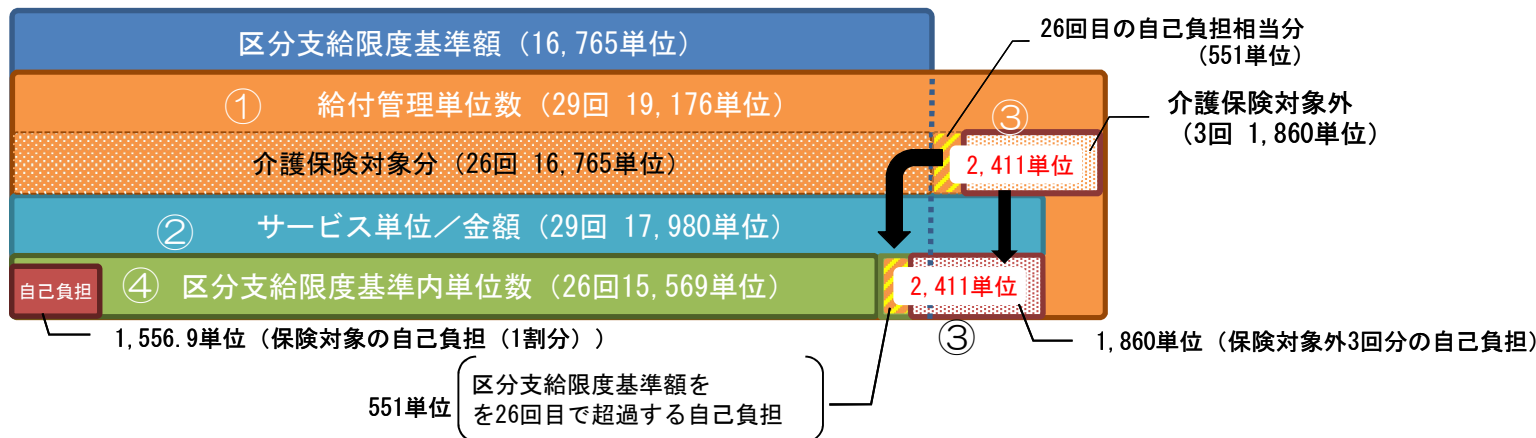 区分支給限度基準額（16,765単位）
26回目の自己負担相当分
（551単位）
① 給付管理単位数（29回 19,176単位）
③
介護保険対象外
（3回 1,860単位）
介護保険対象分（26回 16,765単位）
2,411単位
② サービス単位／金額（29回 17,980単位）
自己負担
④ 区分支給限度基準内単位数（26回15,569単位）
2,411単位
③
1,556.9単位（保険対象の自己負担（1割分））
1,860単位（保険対象外3回分の自己負担）
551単位
区分支給限度基準額を
を26回目で超過する自己負担